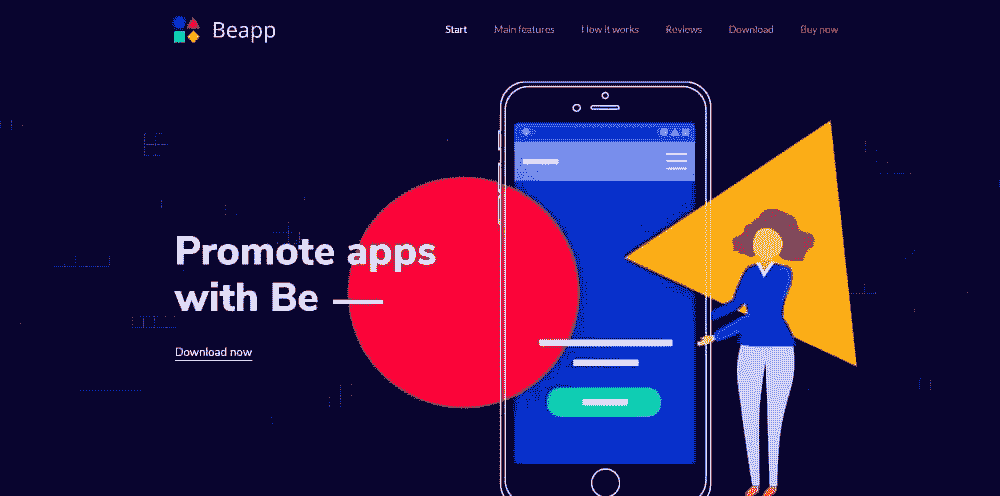 Beapp
Start Main features How it works Reviews Download Buy now
Promote apps
with Be —
Download now